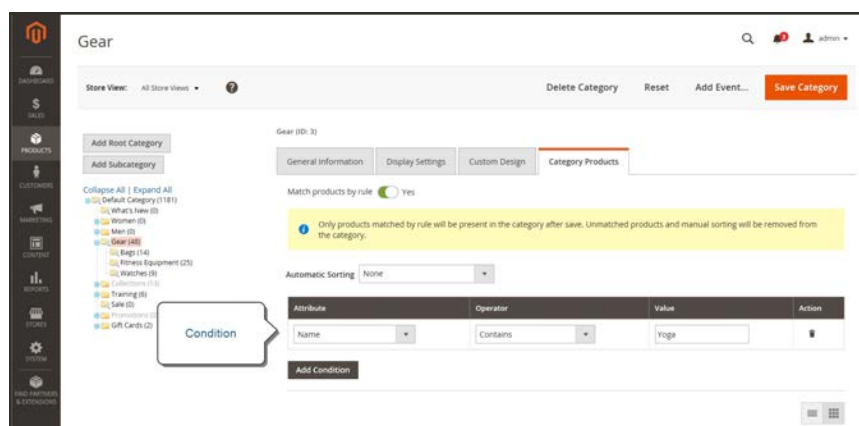 Gear
admin
DASHBOARD
Store View: All Store Views
?
Delete Category Reset Add Event... Save Category
$
SALES
PRODUCTS
Add Root Category
Add Subcategory
Gear (ID: 3)
General Information Display Settings Custom Design Category Products
CUSTOMERS
Collapse All | Expand All
Match products by rule Yes
Default Category (1181)
What's New (0)
Women (0)
Men (0)
Gear (48)
Bags (14)
Fitness Equipment (25)
Watches (9)
Collections (13)
Training (6)
Sale (0)
Promotions
Gift Cards (2)
MARKETING
CONTENT
REPORTS
STORES
SYSTEM
FIND PARTNERS
& EXTENSIONS
Only products matched by rule will be present in the category after save. Unmatched products and manual sorting will be removed from
the category.
Automatic Sorting None
Attribute Operator Value Action
Condition
Name Contains Yoga
Add Condition